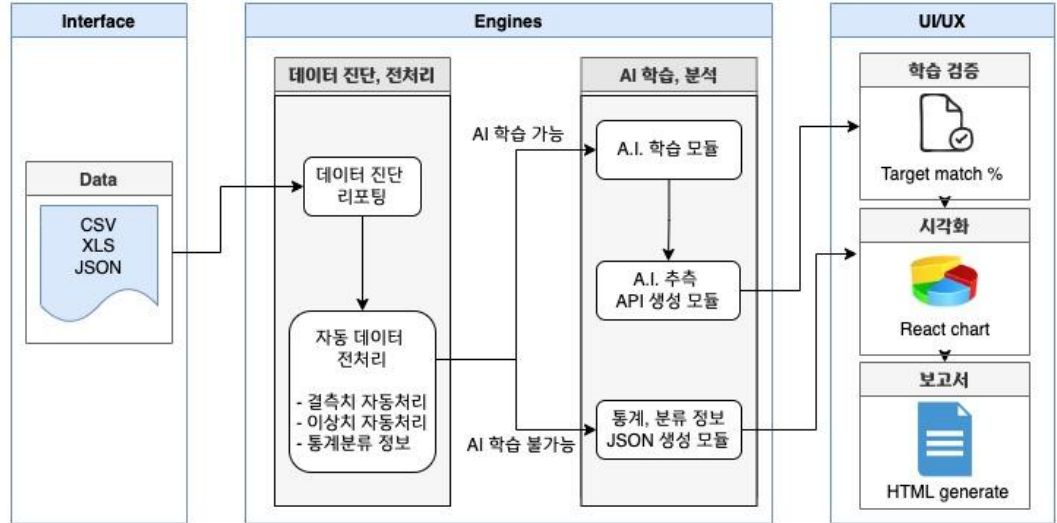 Interface
Engines
UI/UX
Data
CSV
XLS
JSON
데이터 진단, 전처리
데이터 진단
리포팅
자동 데이터
전처리
- 결측치 자동처리
- 이상치 자동처리
- 통계분류 정보
AI 학습 가능
AI 학습 불가능
AI 학습, 분석
A.I. 학습 모듈
A.I. 추측
API 생성 모듈
통계, 분류 정보
JSON 생성 모듈
학습 검증
Target match %
시각화
React chart
보고서
HTML generate